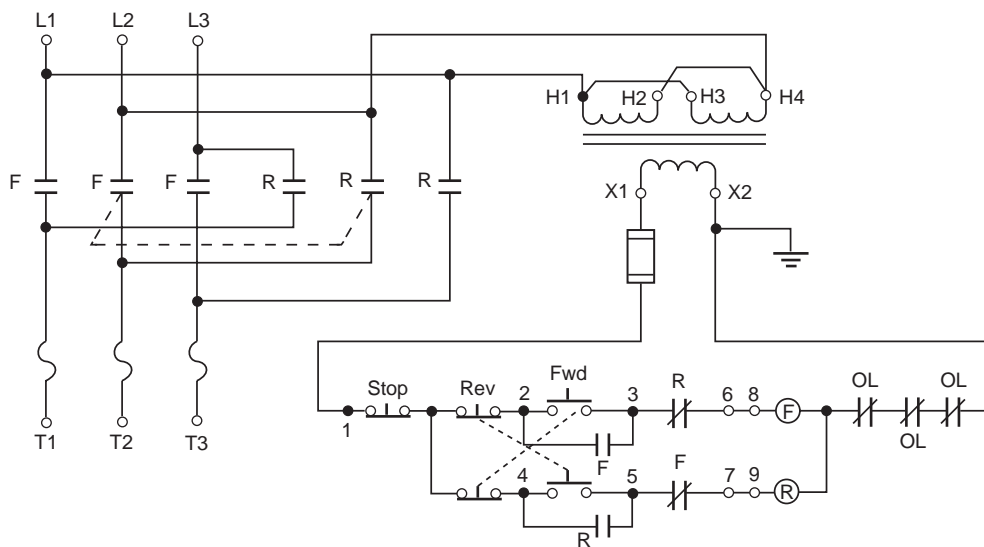 L1 L2 L3
H1 H2 H3 H4
F F F R R R
X1 X2
Stop Rev 2 Fwd 3 R 6 8 F OL OL
1
OL
T1 T2 T3
F
4 5 F 7 9 R
R